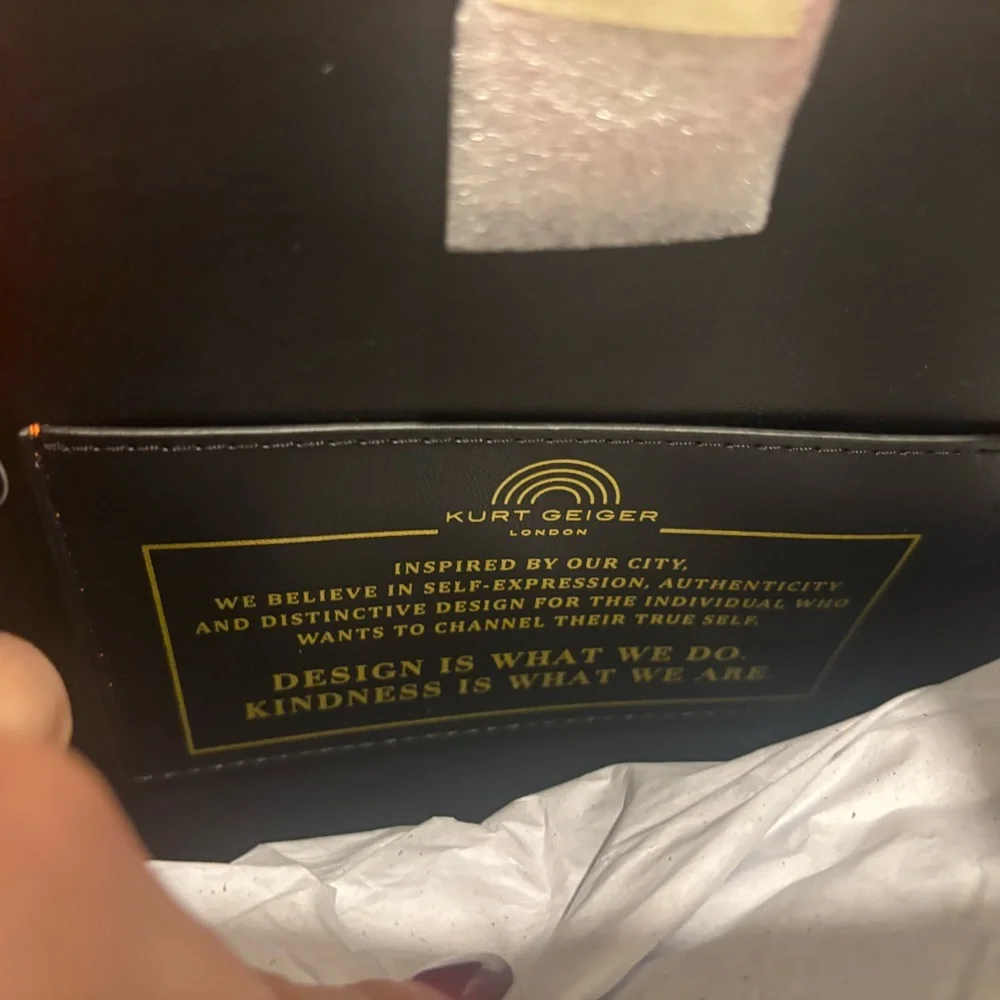 KURT GEIGER
LONDON
INSPIRED BY OUR CITY,
WE BELIEVE IN SELF-EXPRESSION, AUTHENTICITY
AND DISTINCTIVE DESIGN FOR THE INDIVIDUAL WHO
WANTS TO CHANNEL THEIR TRUE SELF.
DESIGN IS WHAT WE DO.
KINDNESS IS WHAT WE ARE.